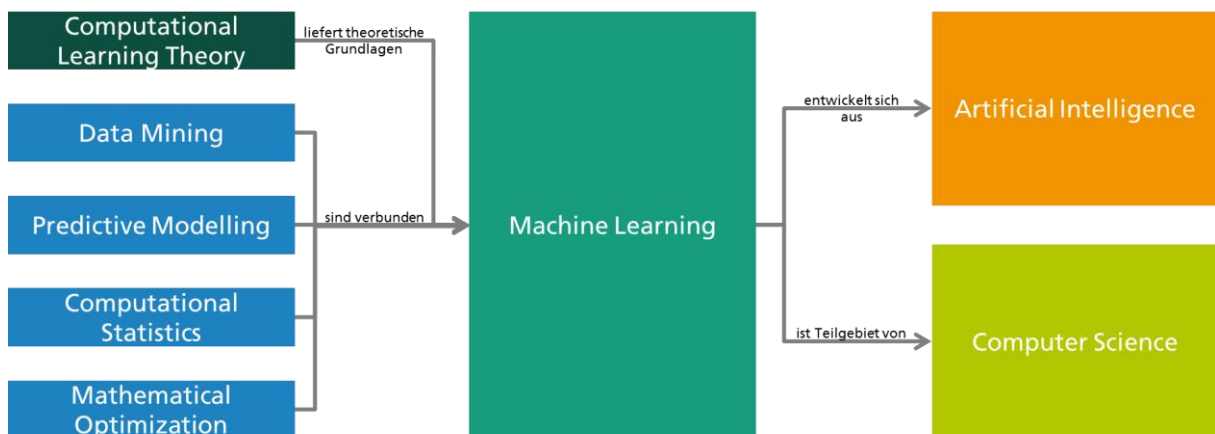 Computational
Learning Theory
liefert theoretische
Grundlagen
Data Mining
Predictive Modelling
sind verbunden
Computational
Statistics
Mathematical
Optimization
Machine Learning
entwickelt sich
aus
Artificial Intelligence
ist Teilgebiet von
Computer Science